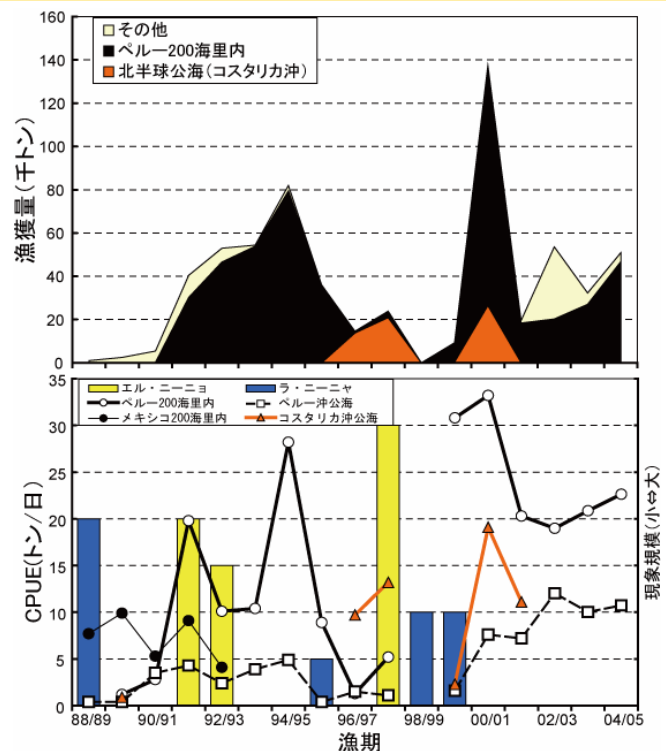 その他
ペルー200海里内
北半球公海(コスタリカ沖)
漁獲量(千トン)
160
140
120
100
80
60
40
20
0
エル・ニーニョ ラ・ニーニャ
ペルー200海里内 ペルー沖公海
メキシコ200海里内 コスタリカ沖公海
CPUE(トン/日)
35
30
25
20
15
10
5
0
現象規模(小⇔大)
88/89 90/91 92/93 94/95 96/97 98/99 00/01 02/03 04/05
漁期